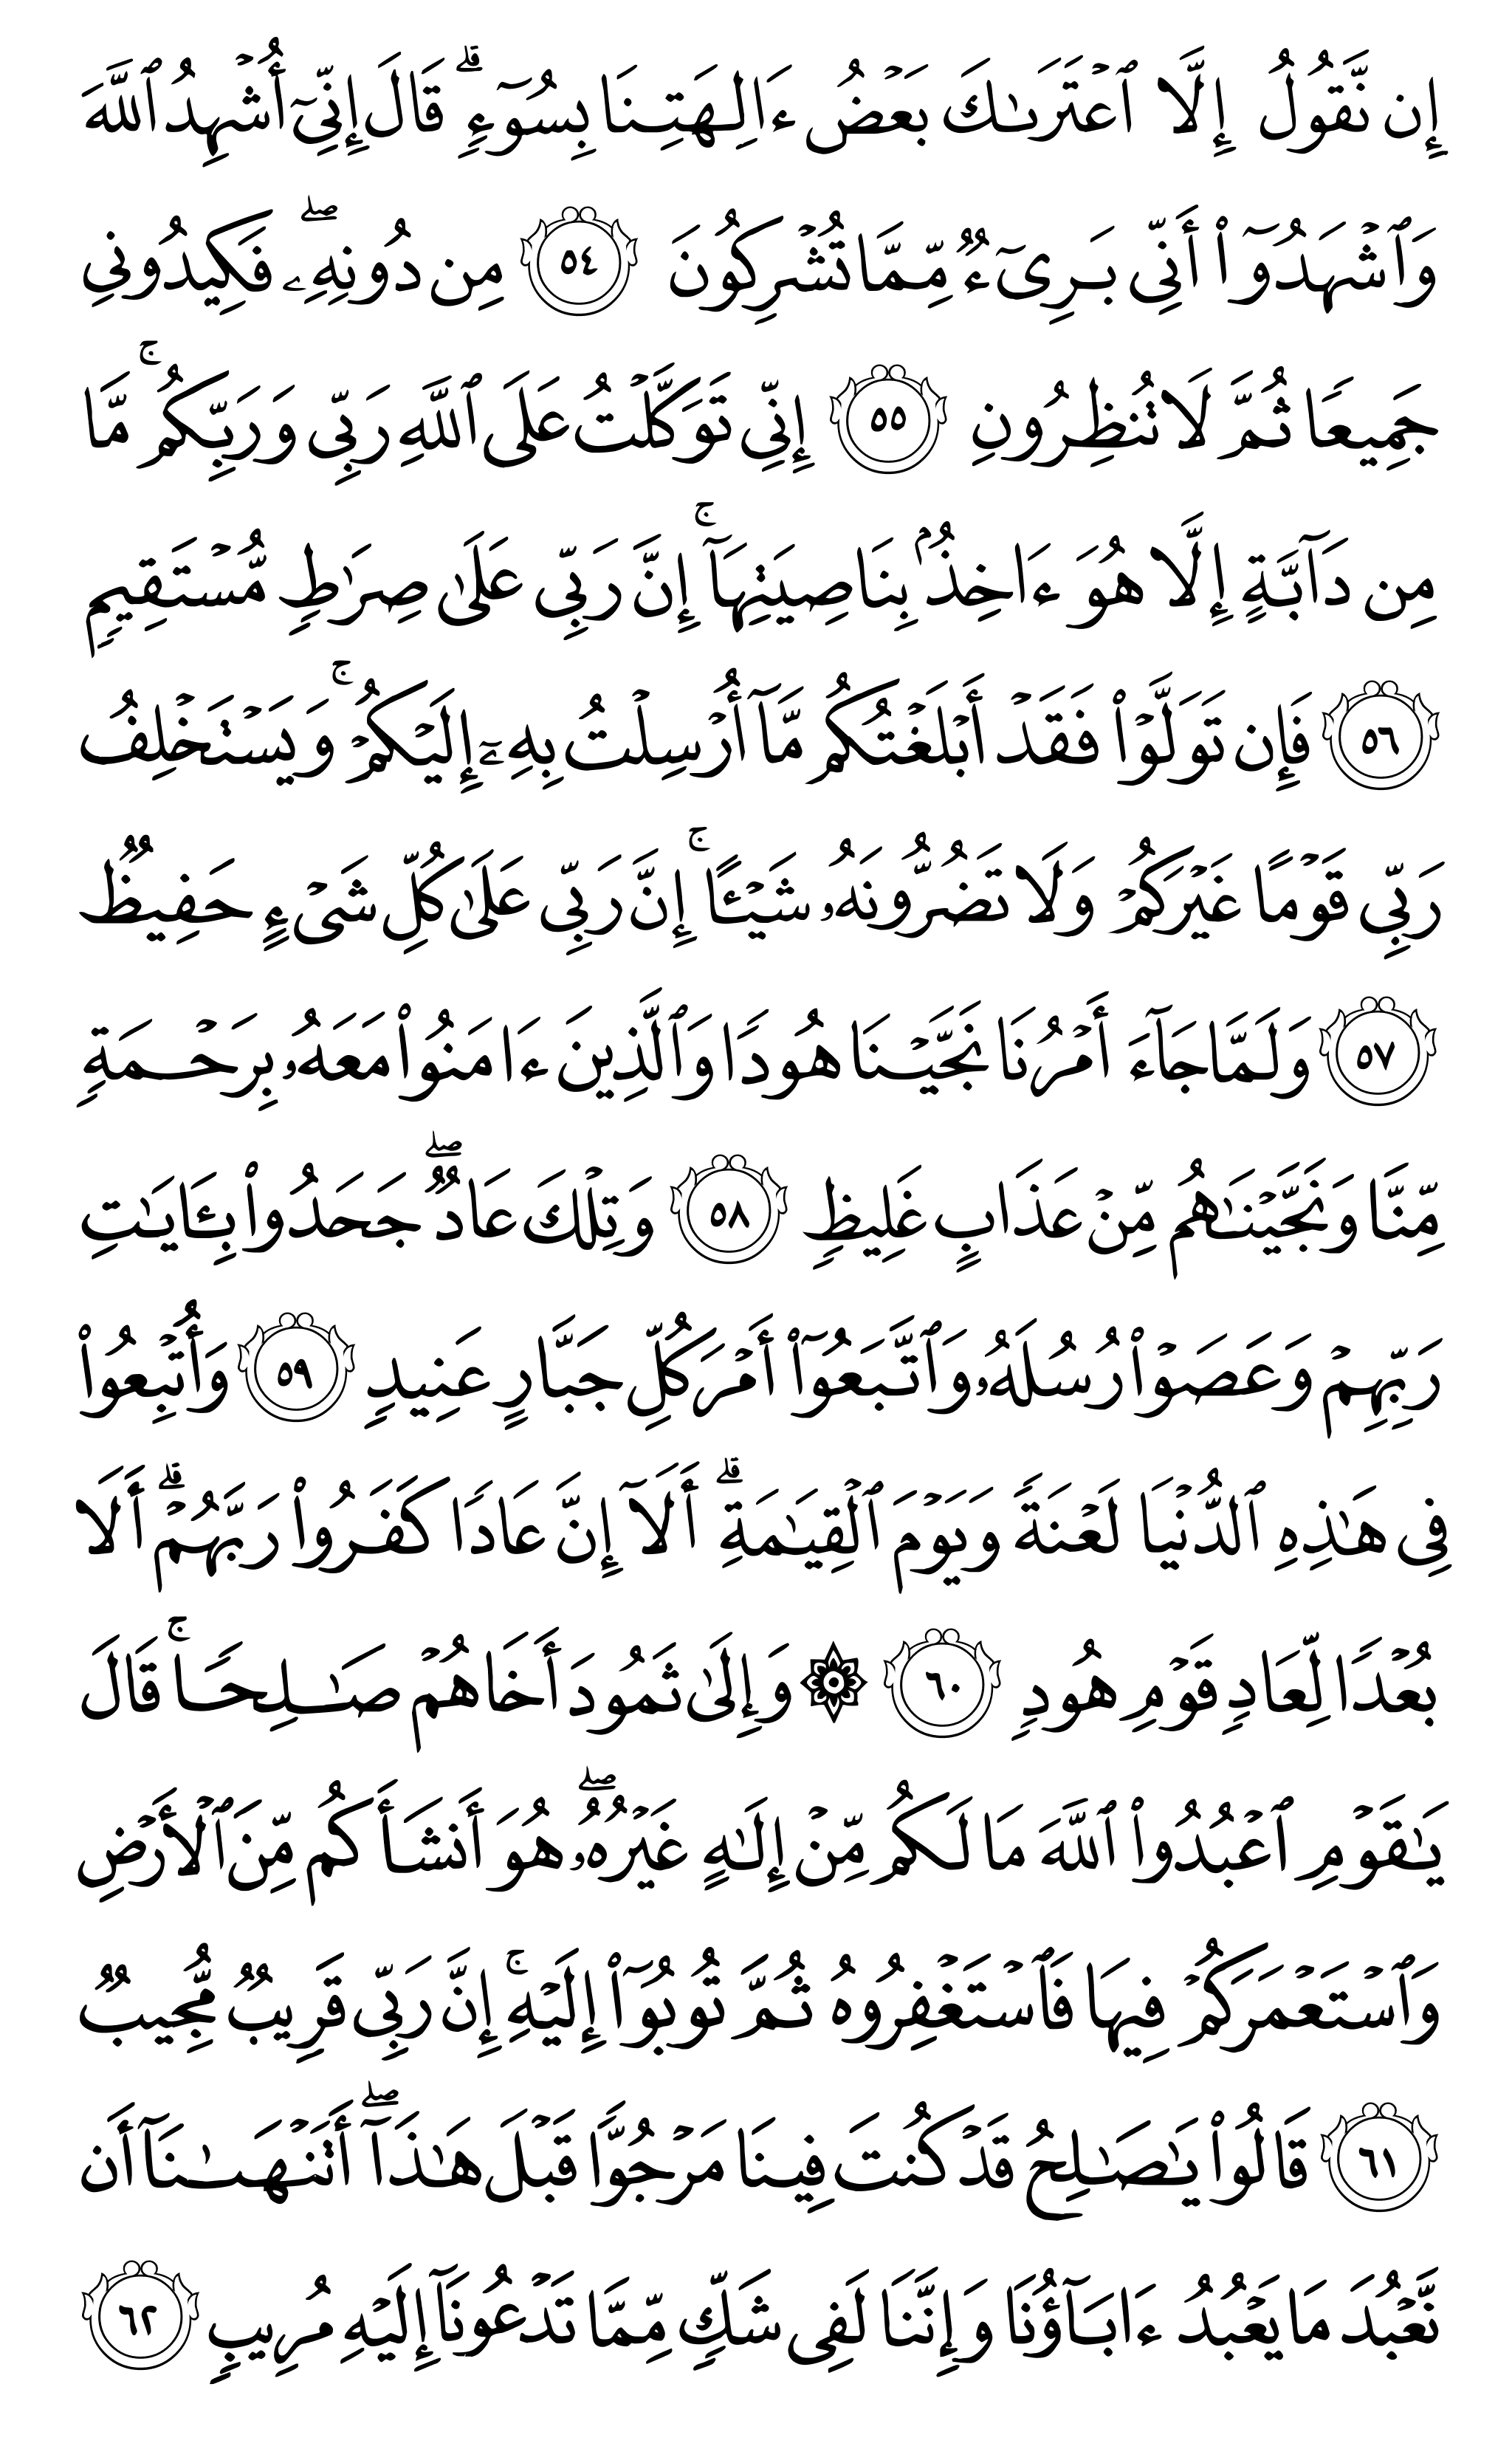 إِن نَّقُولُ إِلَّا ٱعۡتَرَىٰكَ بَعۡضُ ءَالِهَتِنَا بِسُوٓءٖۗ قَالَ إِنِّيٓ أُشۡهِدُ ٱللَّهَ
وَٱشۡهَدُوٓاْ أَنِّي بَرِيٓءٞ مِّمَّا تُشۡرِكُونَ ٥٤ مِن دُونِهِۦۖ فَكِيدُونِي
جَمِيعٗا ثُمَّ لَا تُنظِرُونِ ٥٥ إِنِّي تَوَكَّلۡتُ عَلَى ٱللَّهِ رَبِّي وَرَبِّكُمۚ مَّا
مِن دَآبَّةٍ إِلَّا هُوَ ءَاخِذُۢ بِنَاصِيَتِهَآۚ إِنَّ رَبِّي عَلَىٰ صِرَٰطٖ مُّسۡتَقِيمٖ
٥٦ فَإِن تَوَلَّوۡاْ فَقَدۡ أَبۡلَغۡتُكُم مَّآ أُرۡسِلۡتُ بِهِۦٓ إِلَيۡكُمۡۚ وَيَسۡتَخۡلِفُ
رَبِّي قَوۡمًا غَيۡرَكُمۡ وَلَا تَضُرُّونَهُۥ شَيۡـًٔاۚ إِنَّ رَبِّي عَلَىٰ كُلِّ شَيۡءٍ حَفِيظٞ
٥٧ وَلَمَّا جَآءَ أَمۡرُنَا نَجَّيۡنَا هُودٗا وَٱلَّذِينَ ءَامَنُواْ مَعَهُۥ بِرَحۡمَةٖ
مِّنَّا وَنَجَّيۡنَٰهُم مِّنۡ عَذَابٍ غَلِيظٖ ٥٨ وَتِلۡكَ عَادٞۖ جَحَدُواْ بِـَٔايَٰتِ
رَبِّهِمۡ وَعَصَوۡاْ رُسُلَهُۥ وَٱتَّبَعُوٓاْ أَمۡرَ كُلِّ جَبَّارٍ عَنِيدٖ ٥٩ وَأُتۡبِعُواْ
فِي هَٰذِهِ ٱلدُّنۡيَا لَعۡنَةٗ وَيَوۡمَ ٱلۡقِيَٰمَةِۗ أَلَآ إِنَّ عَادٗا كَفَرُواْ رَبَّهُمۡۗ أَلَا
بُعۡدٗا لِّعَادٖ قَوۡمِ هُودٖ ٦٠ ۞ وَإِلَىٰ ثَمُودَ أَخَاهُمۡ صَٰلِحٗاۚ قَالَ
يَٰقَوۡمِ ٱعۡبُدُواْ ٱللَّهَ مَا لَكُم مِّنۡ إِلَٰهٍ غَيۡرُهُۥۖ هُوَ أَنشَأَكُم مِّنَ ٱلۡأَرۡضِ
وَٱسۡتَعۡمَرَكُمۡ فِيهَا فَٱسۡتَغۡفِرُوهُ ثُمَّ تُوبُوٓاْ إِلَيۡهِۚ إِنَّ رَبِّي قَرِيبٞ مُّجِيبٞ
٦١ قَالُواْ يَٰصَٰلِحُ قَدۡ كُنتَ فِينَا مَرۡجُوّٗا قَبۡلَ هَٰذَآۖ أَتَنۡهَىٰنَآ أَن
نَّعۡبُدَ مَا يَعۡبُدُ ءَابَآؤُنَا وَإِنَّنَا لَفِي شَكّٖ مِّمَّا تَدۡعُونَآ إِلَيۡهِ مُرِيبٖ ٦٢